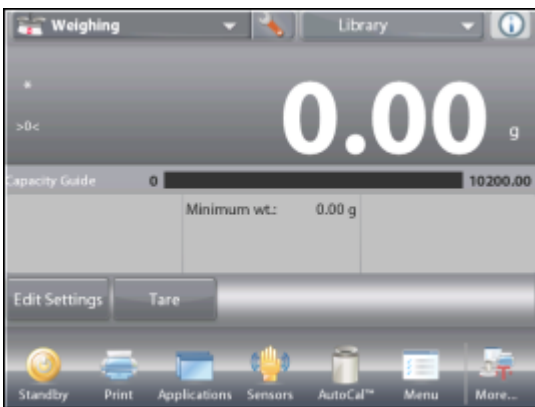 Weighing Library
*
0.00 g
>0<
Capacity Guide 0 10200.00
Minimum wt.: 0.00 g
Edit Settings Tare
Standby Print Applications Sensors AutoCal™ Menu More...